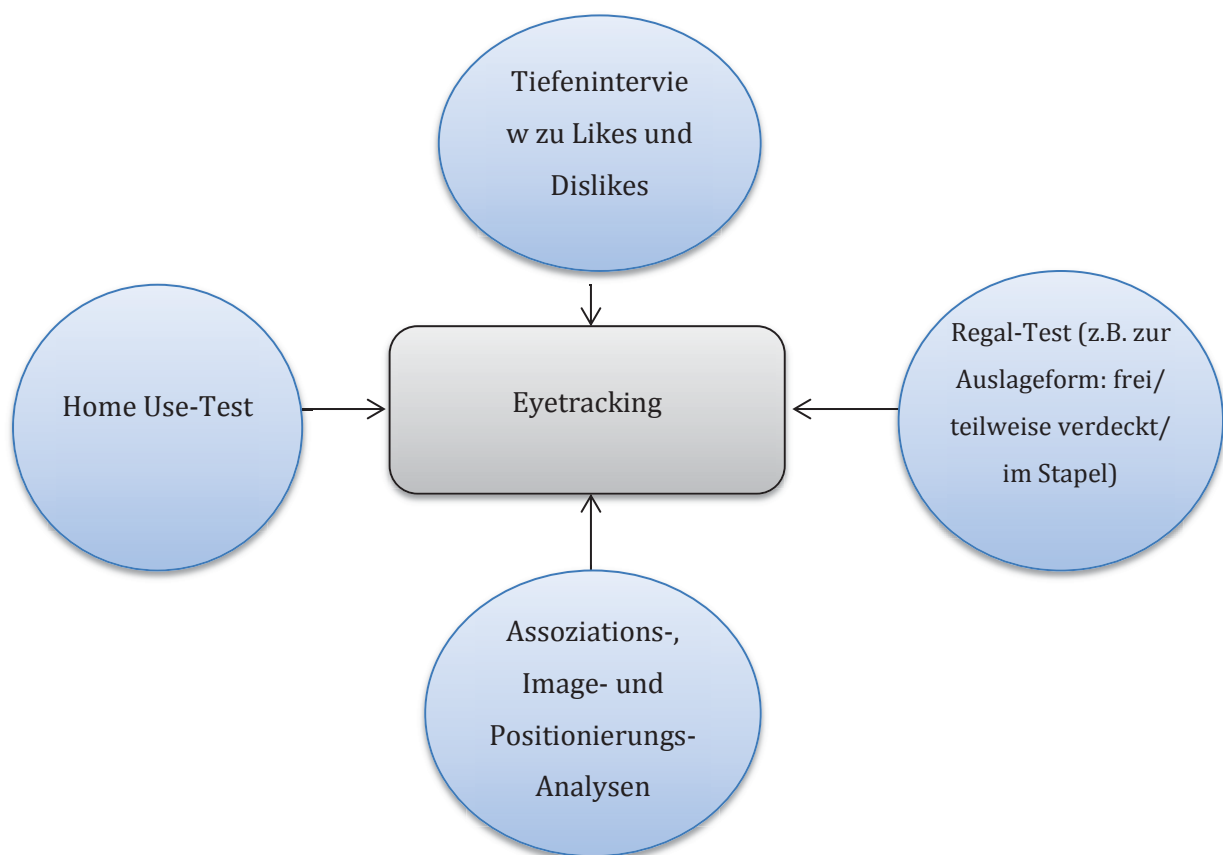 Tiefenintervie
w zu Likes und
Dislikes
Home Use-Test
Eyetracking
Regal-Test (z.B. zur
Auslageform: frei/
teilweise verdeckt/
im Stapel)
Assoziations-,
Image- und
Positionierungs-
Analysen